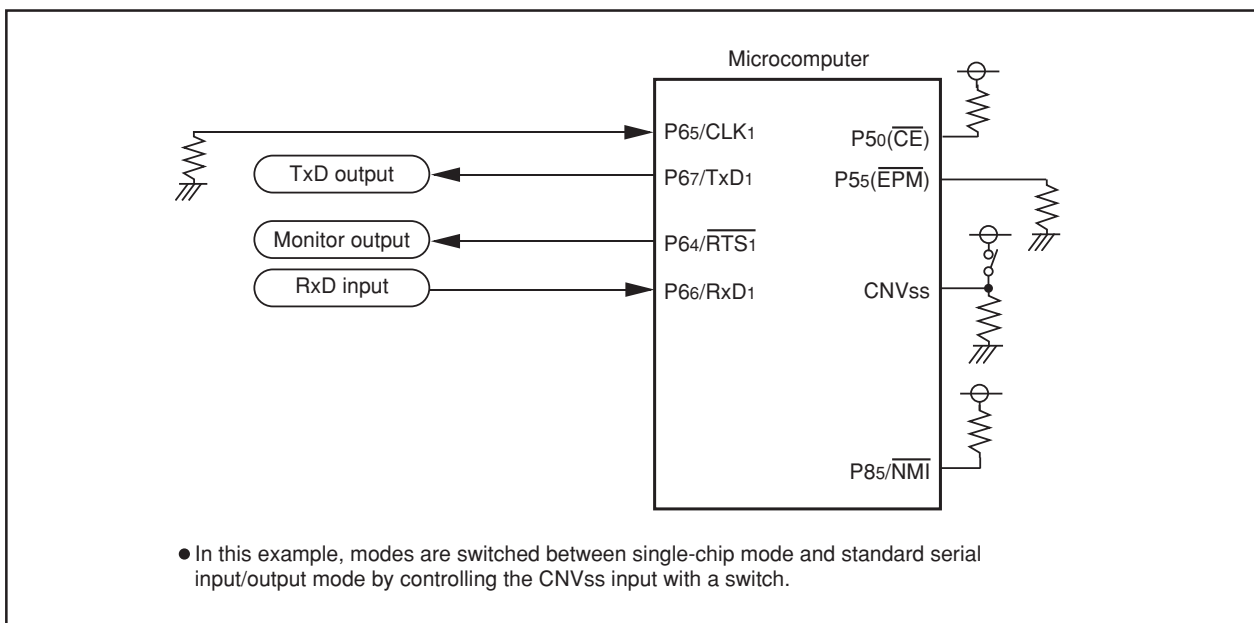 Microcomputer
P65/CLK1
P50(CE)
TxD output
P67/TxD1
P55(EPM)
Monitor output
P64/RTS1
RxD input
P66/RxD1
CNVss
P85/NMI
● In this example, modes are switched between single-chip mode and standard serial
input/output mode by controlling the CNVss input with a switch.